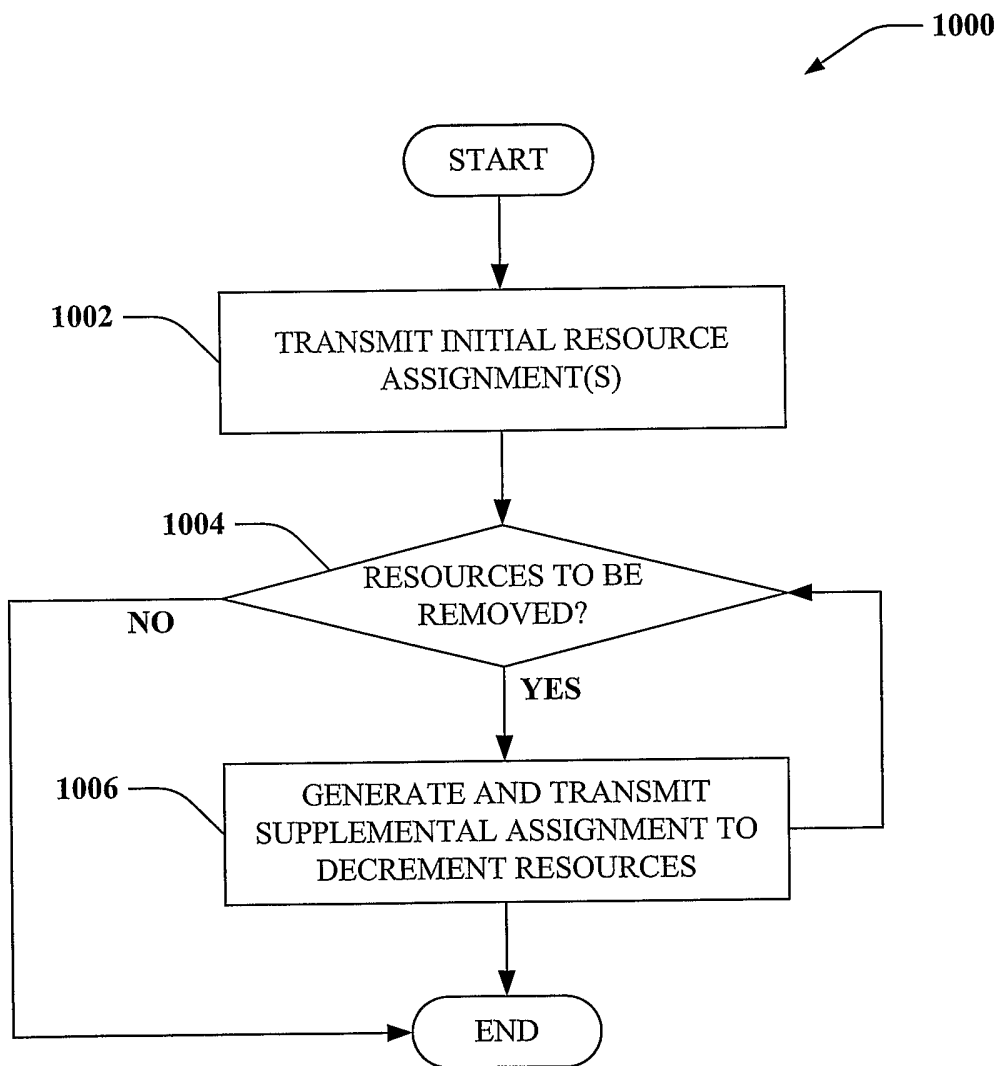 1000
START
1002
TRANSMIT INITIAL RESOURCE
ASSIGNMENT(S)
1004
RESOURCES TO BE
REMOVED?
NO
YES
1006
GENERATE AND TRANSMIT
SUPPLEMENTAL ASSIGNMENT TO
DECREMENT RESOURCES
END